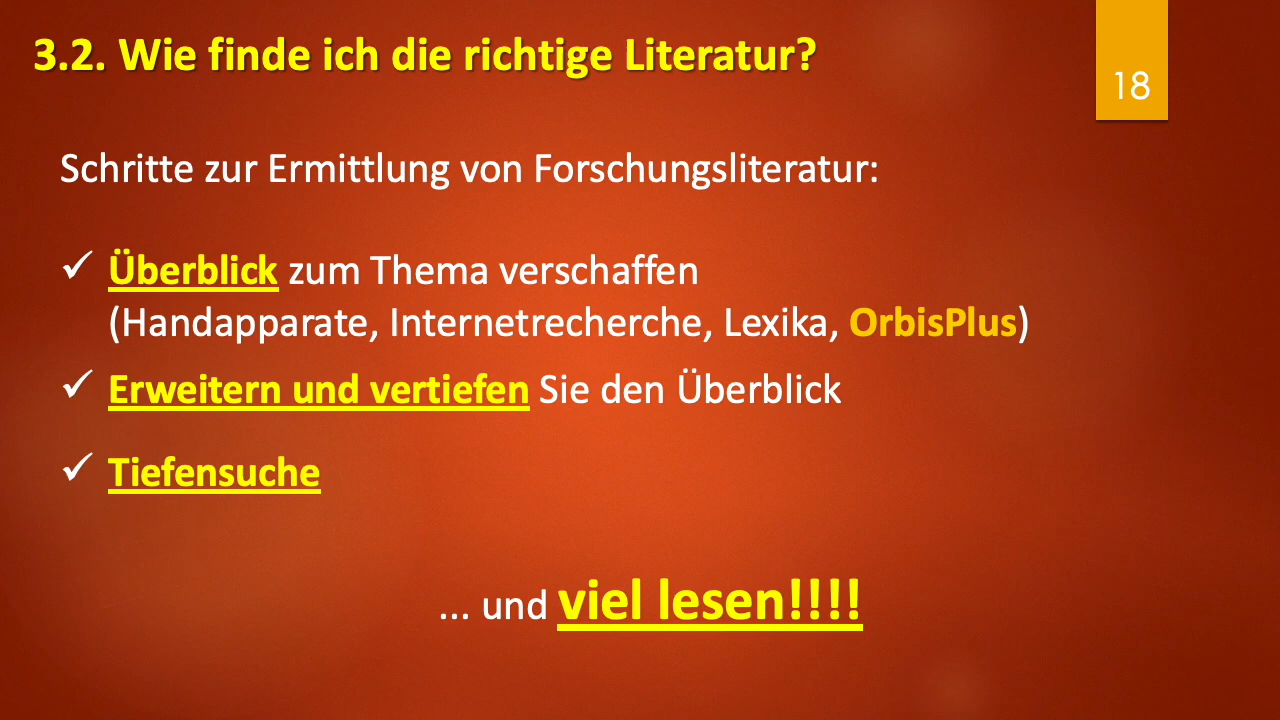 3.2. Wie finde ich die richtige Literatur?
18
Schritte zur Ermittlung von Forschungsliteratur:
✓ Überblick zum Thema verschaffen
(Handapparate, Internetrecherche, Lexika, OrbisPlus)
✓ Erweitern und vertiefen Sie den Überblick
✓ Tiefensuche
... und viel lesen!!!!